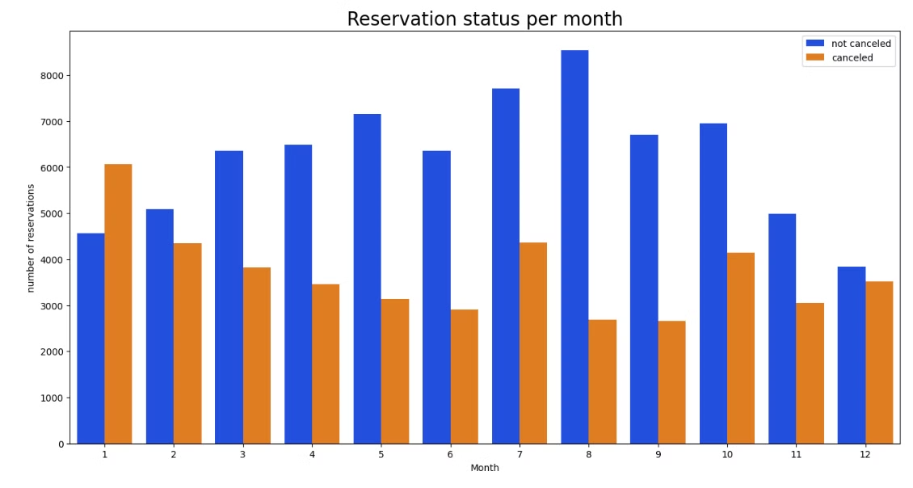 Reservation status per month
not canceled
canceled
8000
7000
6000
5000
4000
3000
2000
1000
0
number of reservations
1 2 3 4 5 6 7 8 9 10 11 12
Month